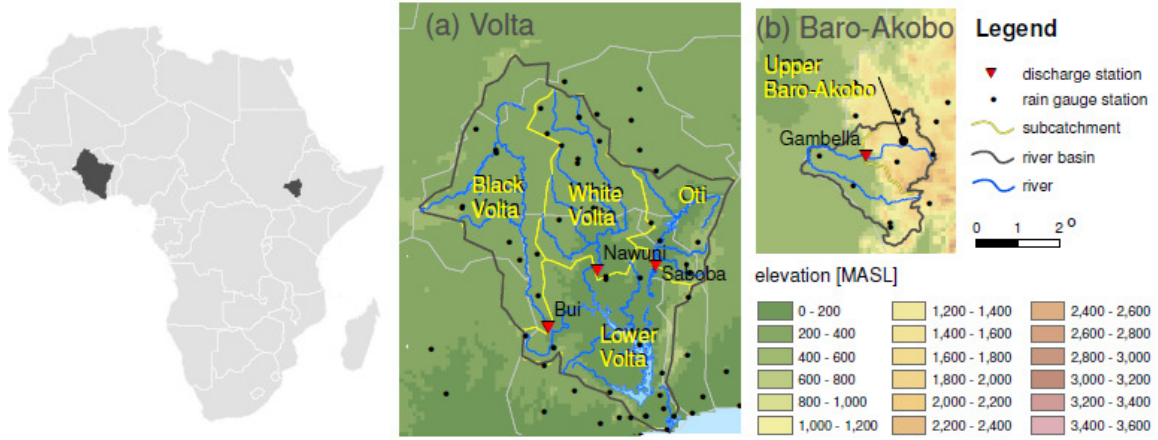 (a) Volta
Black
Volta
White
Volta
Oti
Nawuni
Saboba
Bui
Lower
Volta
(b) Baro-Akobo
Upper
Baro-Akobo
Gambella
Legend
discharge station
rain gauge station
subcatchment
river basin
river
0 1 2 °
elevation [MASL]
0 - 200
200 - 400
400 - 600
600 - 800
800 - 1,000
1,000 - 1,200
1,200 - 1,400
1,400 - 1,600
1,600 - 1,800
1,800 - 2,000
2,000 - 2,200
2,200 - 2,400
2,400 - 2,600
2,600 - 2,800
2,800 - 3,000
3,000 - 3,200
3,200 - 3,400
3,400 - 3,600